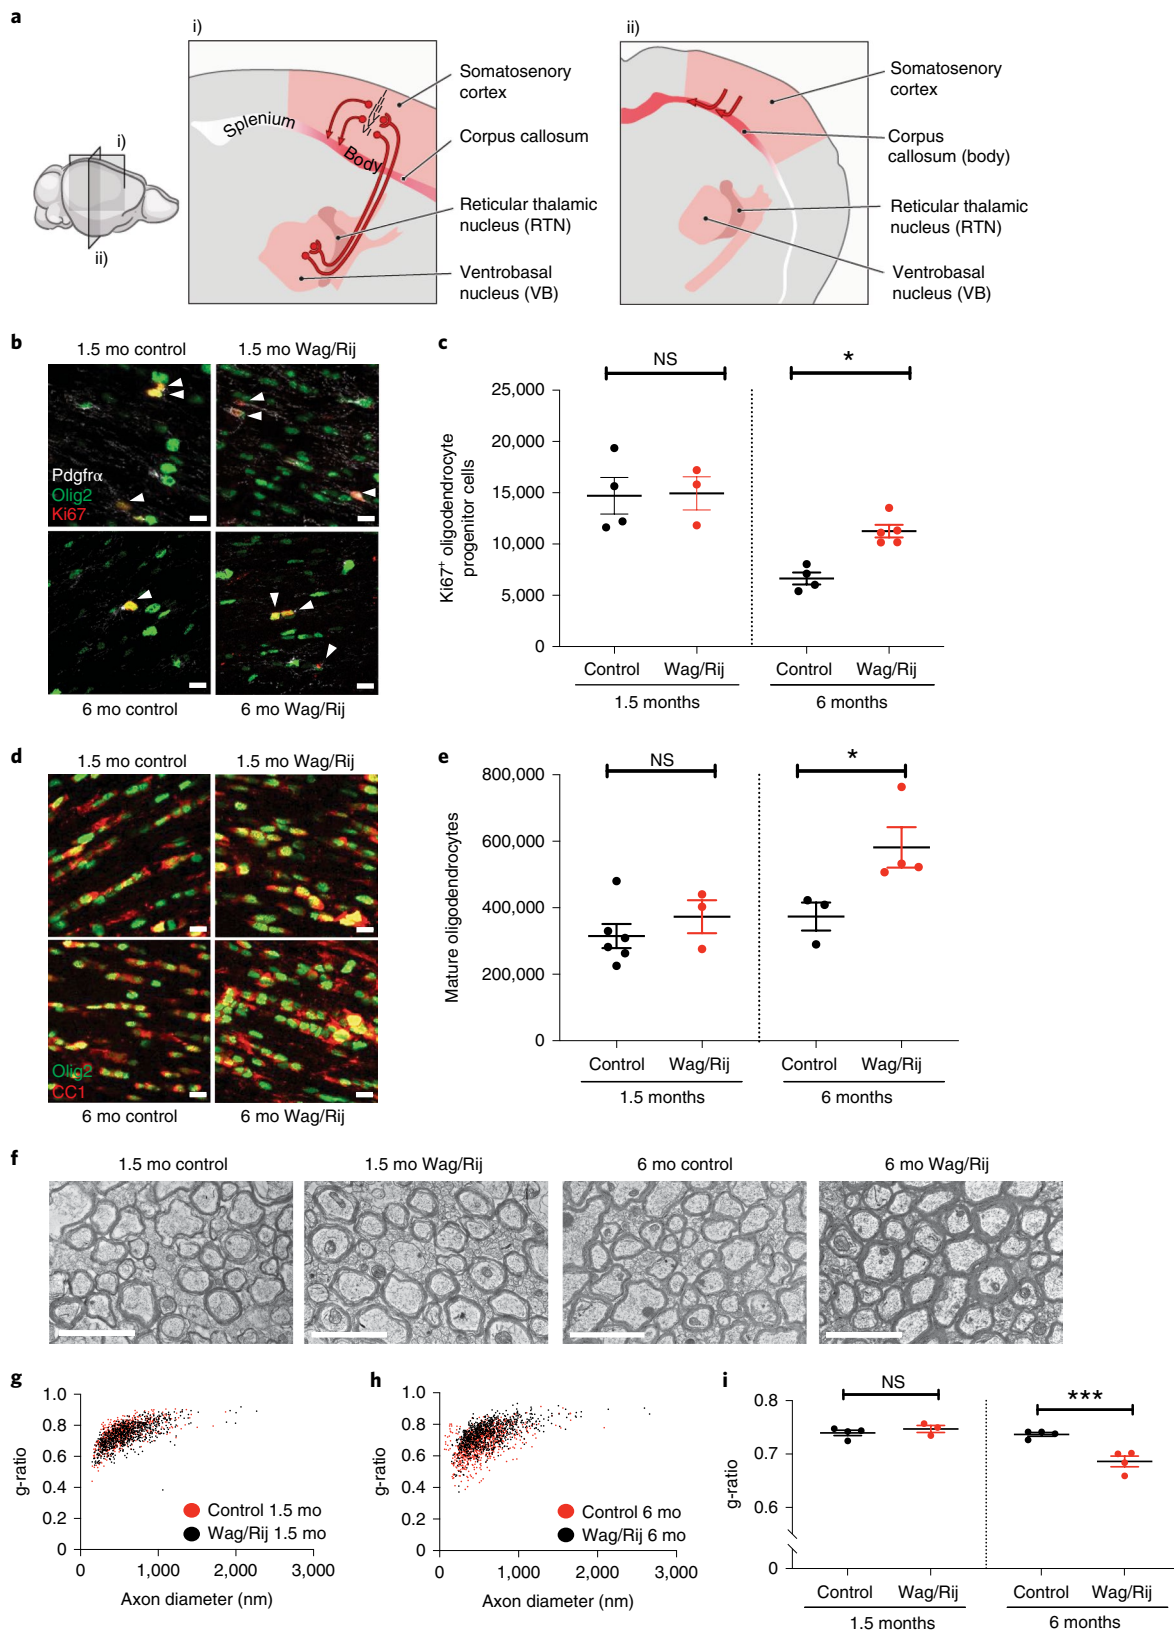 a
i)
Somatosenory
cortex
Corpus callosum
Reticular thalamic
nucleus (RTN)
Ventrobasal
nucleus (VB)
Splenium
Body
i)
ii)
ii)
Somatosenory
cortex
Corpus
callosum (body)
Reticular thalamic
nucleus (RTN)
Ventrobasal
nucleus (VB)
b
1.5 mo control
1.5 mo Wag/Rij
Pdgfrα
Olig2
Ki67
6 mo control
6 mo Wag/Rij
c
NS
*
Ki67+ oligodendrocyte
progenitor cells
25,000
20,000
15,000
10,000
5,000
0
Control
Wag/Rij
Control
Wag/Rij
1.5 months
6 months
d
1.5 mo control
1.5 mo Wag/Rij
Olig2
CC1
6 mo control
6 mo Wag/Rij
e
NS
*
Mature oligodendrocytes
800,000
600,000
400,000
200,000
0
Control
Wag/Rij
Control
Wag/Rij
1.5 months
6 months
f
1.5 mo control
1.5 mo Wag/Rij
6 mo control
6 mo Wag/Rij
g
g-ratio
1.0
0.8
0.6
0.4
0.2
0
Control 1.5 mo
Wag/Rij 1.5 mo
0
1,000
2,000
3,000
Axon diameter (nm)
h
g-ratio
1.0
0.8
0.6
0.4
0.2
0
Control 6 mo
Wag/Rij 6 mo
0
1,000
2,000
3,000
Axon diameter (nm)
i
NS
***
g-ratio
0.8
0.7
0.6
0
Control
Wag/Rij
Control
Wag/Rij
1.5 months
6 months